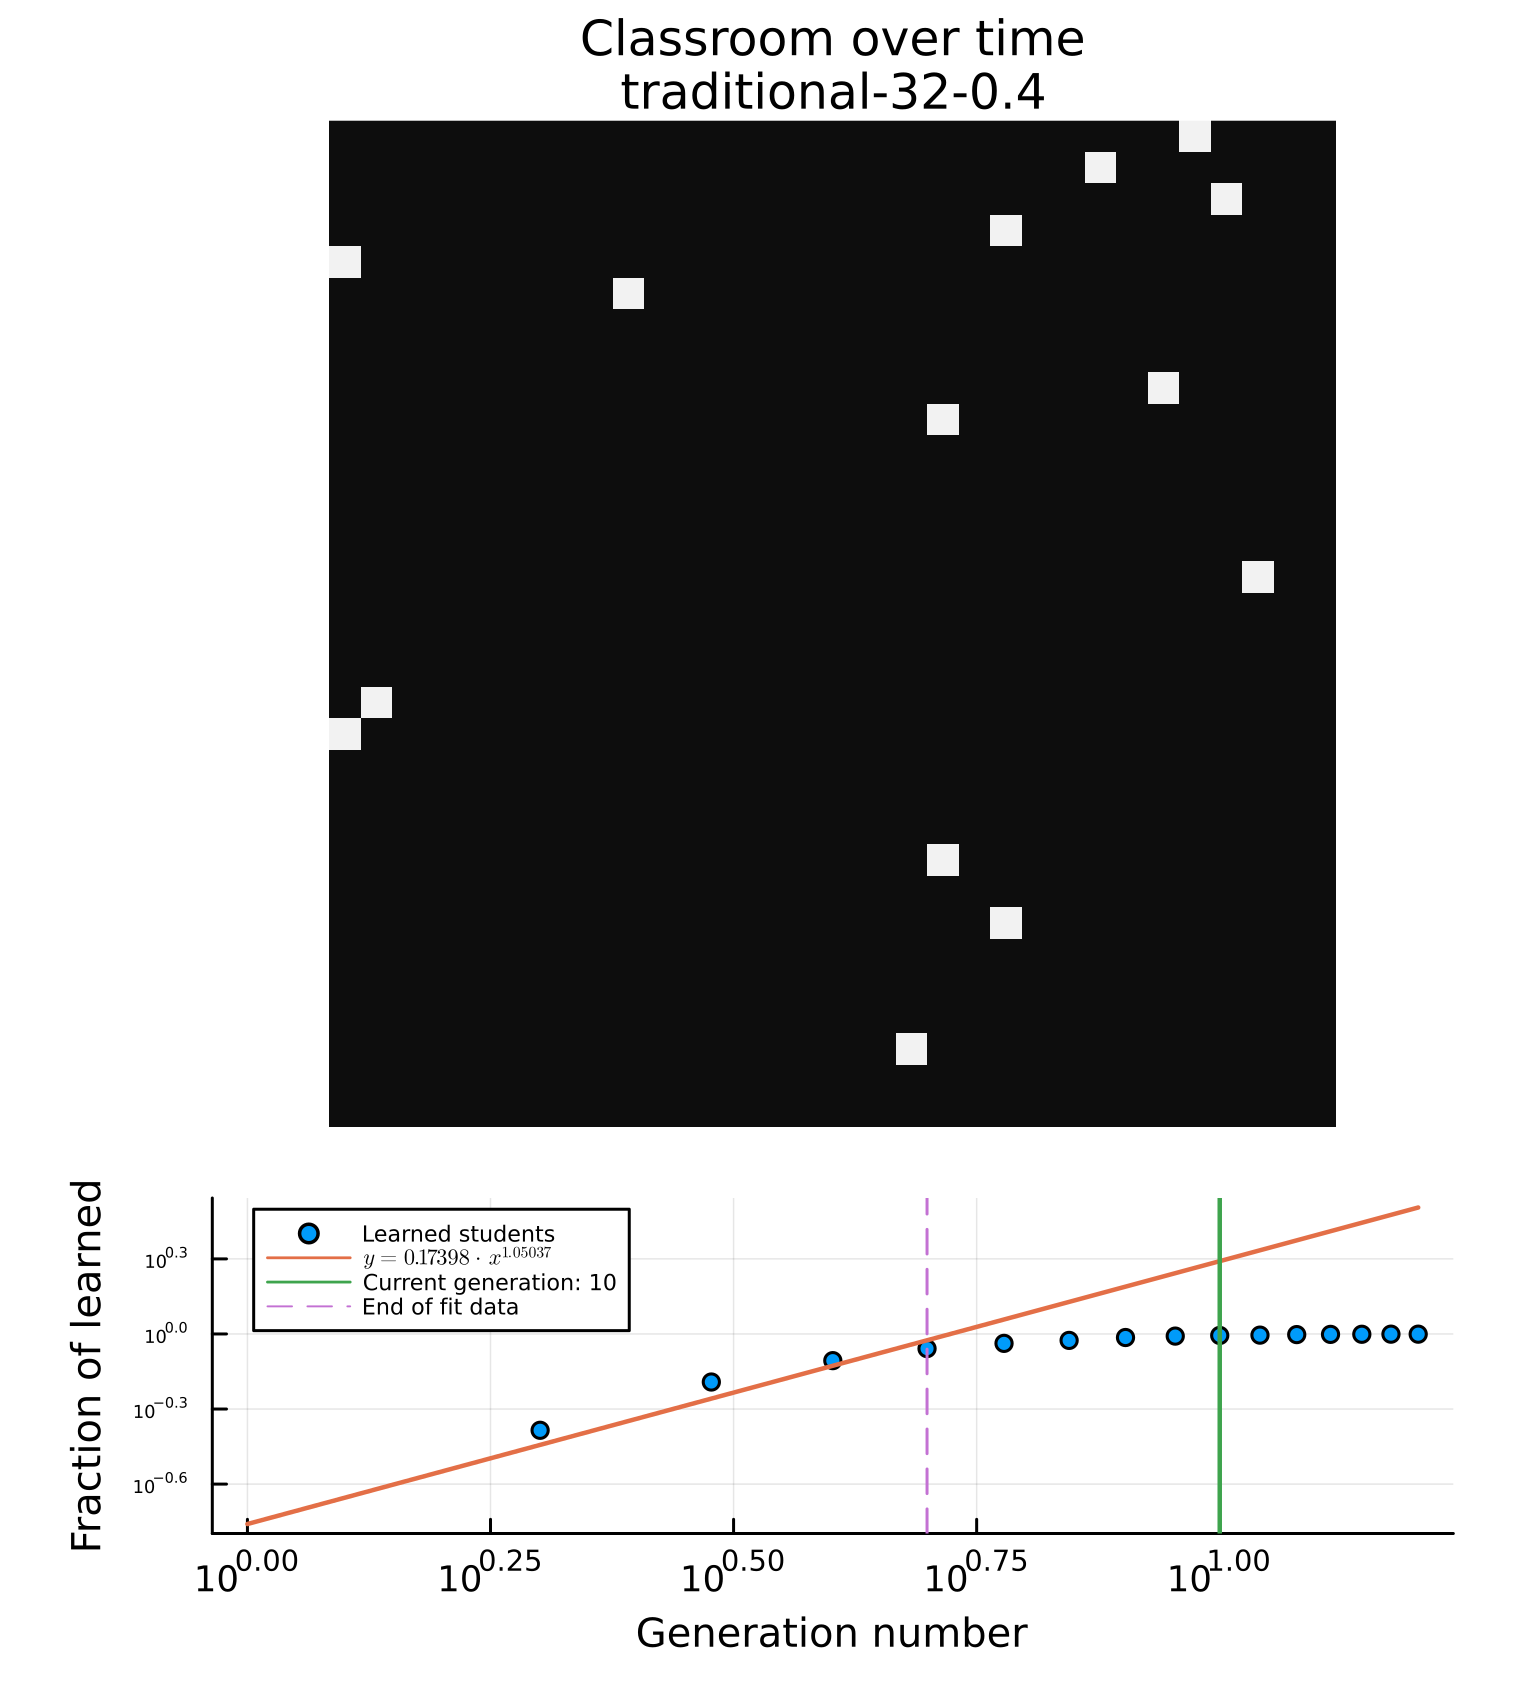 Classroom over time
traditional-32-0.4
Fraction of learned
10^0.3
10^0.0
10^−0.3
10^−0.6
Learned students
y = 0.17398 · x^1.05037
Current generation: 10
End of fit data
10^0.00 10^0.25 10^0.50 10^0.75 10^1.00
Generation number